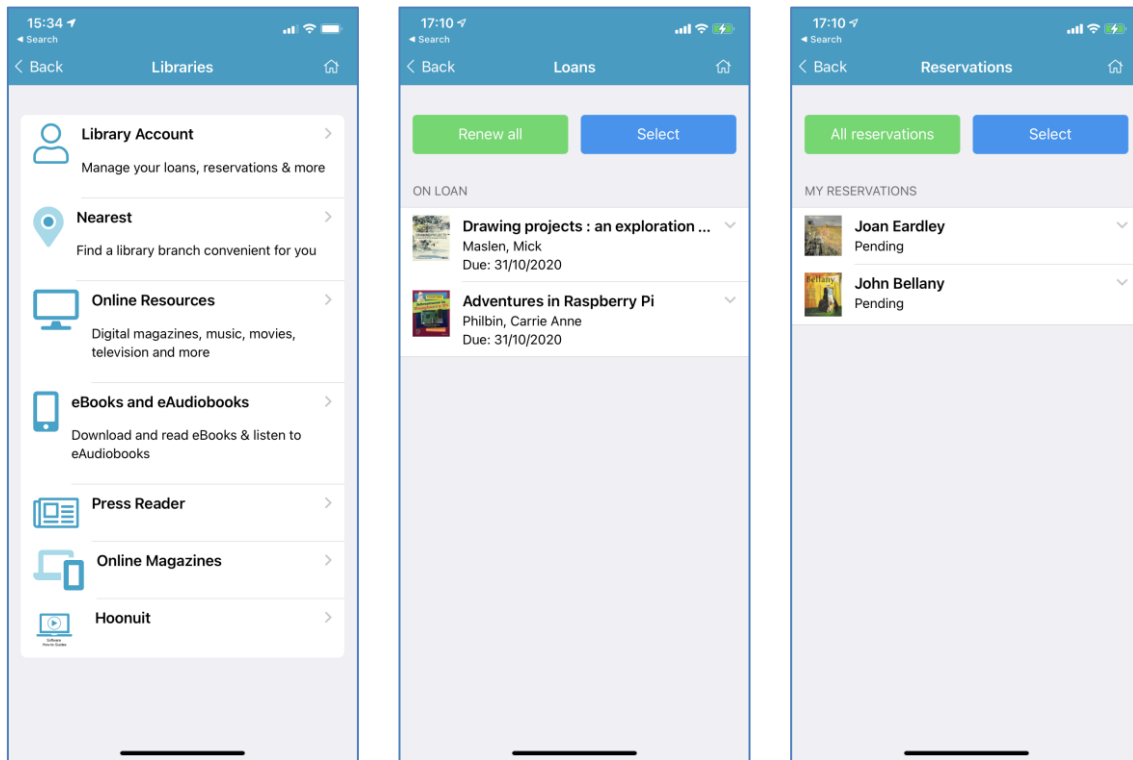 15:34
Search
Back
Libraries
Library Account
Manage your loans, reservations & more
Nearest
Find a library branch convenient for you
Online Resources
Digital magazines, music, movies,
television and more
eBooks and eAudiobooks
Download and read eBooks & listen to
eAudiobooks
Press Reader
Online Magazines
Hoonuit
17:10
Search
Back
Loans
Renew all
Select
ON LOAN
Drawing projects : an exploration ...
Maslen, Mick
Due: 31/10/2020
Adventures in Raspberry Pi
Philbin, Carrie Anne
Due: 31/10/2020
17:10
Search
Back
Reservations
All reservations
Select
MY RESERVATIONS
Joan Eardley
Pending
Bellany
John Bellany
Pending